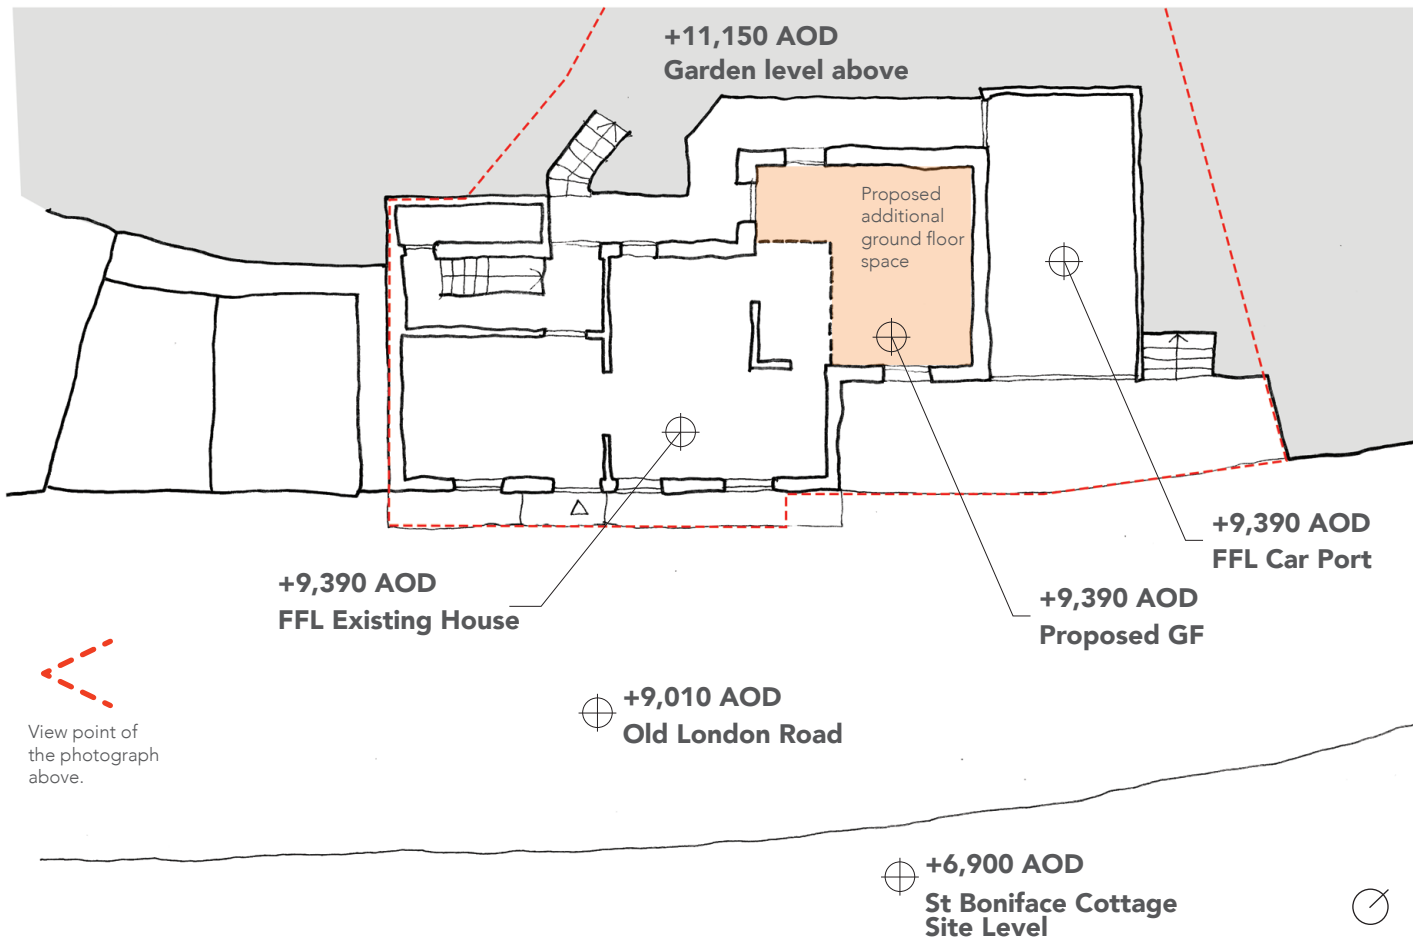 +11,150 AOD
Garden level above
Proposed
additional
ground floor
space
+9,390 AOD
FFL Car Port
+9,390 AOD
FFL Existing House
+9,390 AOD
Proposed GF
+9,010 AOD
Old London Road
View point of
the photograph
above.
+6,900 AOD
St Boniface Cottage
Site Level